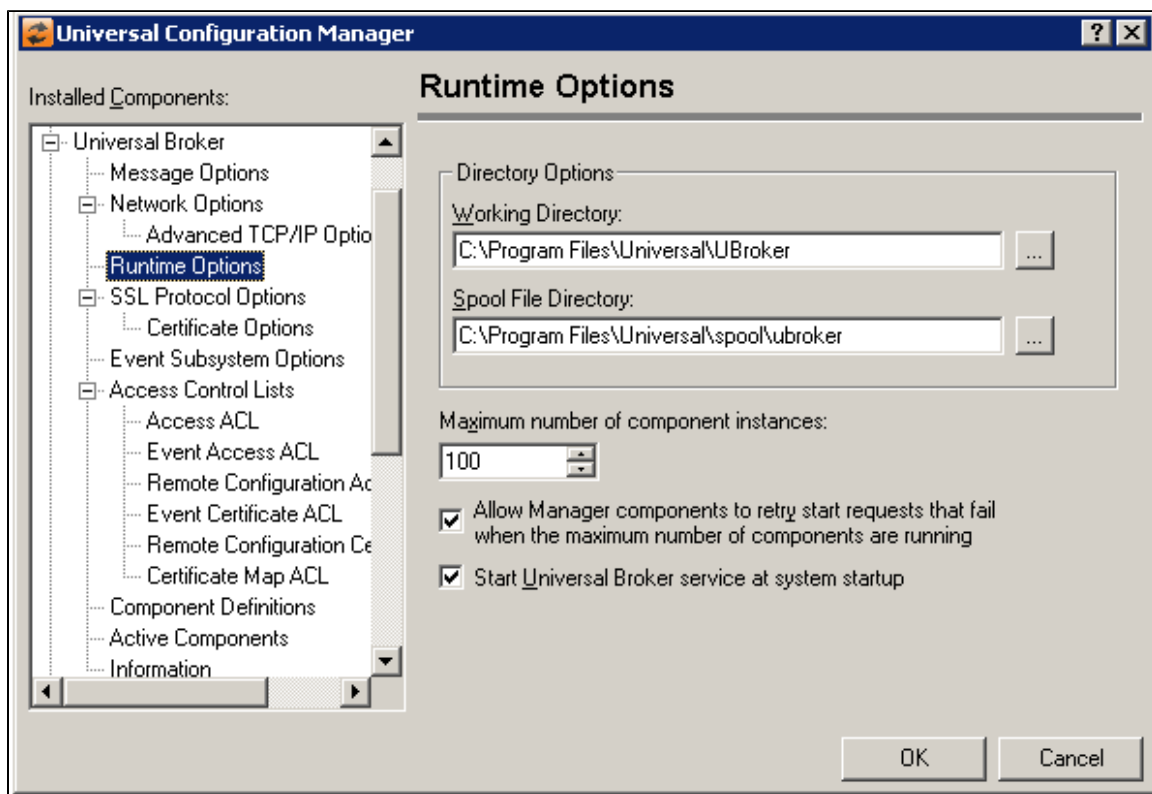 Universal Configuration Manager
Installed Components:
Universal Broker
Message Options
Network Options
Advanced TCP/IP Optio
Runtime Options
SSL Protocol Options
Certificate Options
Event Subsystem Options
Access Control Lists
Access ACL
Event Access ACL
Remote Configuration Ac
Event Certificate ACL
Remote Configuration Ce
Certificate Map ACL
Component Definitions
Active Components
Information
Runtime Options
Directory Options
Working Directory:
C:\Program Files\Universal\UBroker
...
Spool File Directory:
C:\Program Files\Universal\spool\ubroker
...
Maximum number of component instances:
100
Allow Manager components to retry start requests that fail
when the maximum number of components are running
Start Universal Broker service at system startup
OK
Cancel